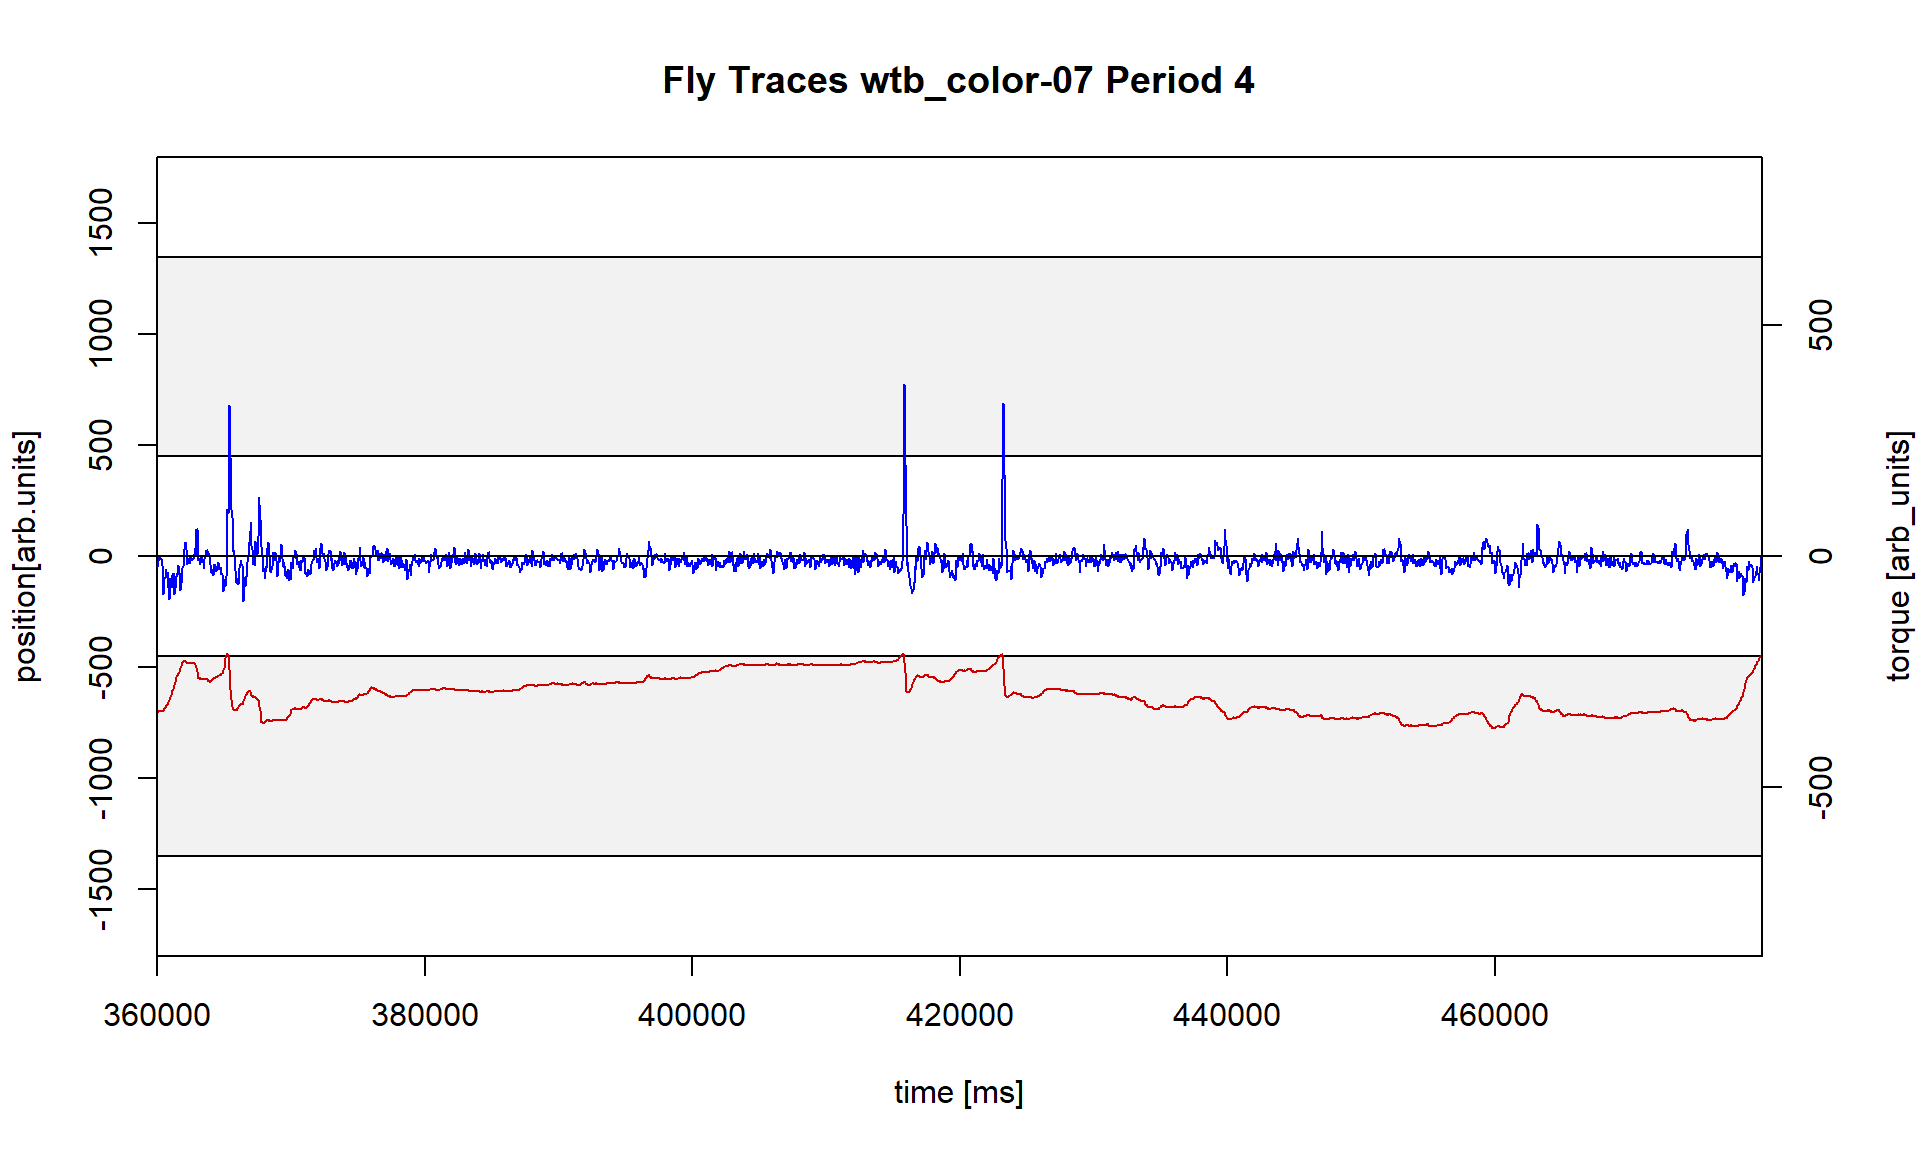 Fly Traces wtb_color-07 Period 4
position[arb.units]
1500
1000
500
0
-500
-1000
-1500
500
0
-500
torque [arb_units]
360000 380000 400000 420000 440000 460000
time [ms]